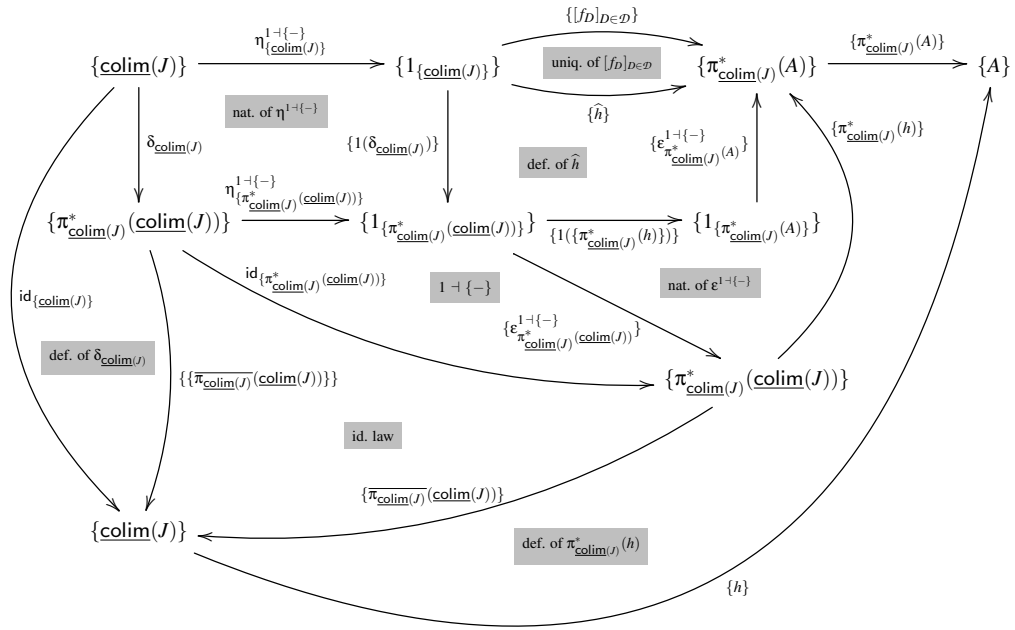 {[f_D]_{D∈𝒟}}
η^{1⊣{−}}_{{colim(J)}}
{π*_{colim(J)}(A)}
{colim(J)} {1_{{colim(J)}}} uniq. of [f_D]_{D∈𝒟} {π*_{colim(J)}(A)} {A}
nat. of η^{1⊣{−}} {ĥ}
δ_{colim(J)} {1(δ_{colim(J)})} {ε^{1⊣{−}}_{π*_{colim(J)}(A)}} {π*_{colim(J)}(h)}
def. of ĥ
η^{1⊣{−}}_{{π*_{colim(J)}(colim(J))}}
{π*_{colim(J)}(colim(J))} {1_{{π*_{colim(J)}(colim(J))}}} {1_{{π*_{colim(J)}(A)}}}
{1({π*_{colim(J)}(h)})}
id_{{π*_{colim(J)}(colim(J))}}
1 ⊣ {−} nat. of ε^{1⊣{−}}
id_{{colim(J)}}
{ε^{1⊣{−}}_{π*_{colim(J)}(colim(J))}}
def. of δ_{colim(J)}
{{π̅_{colim(J)}(colim(J))}} {π*_{colim(J)}(colim(J))}
id. law
{π̅_{colim(J)}(colim(J))}
{colim(J)} def. of π*_{colim(J)}(h)
{h}